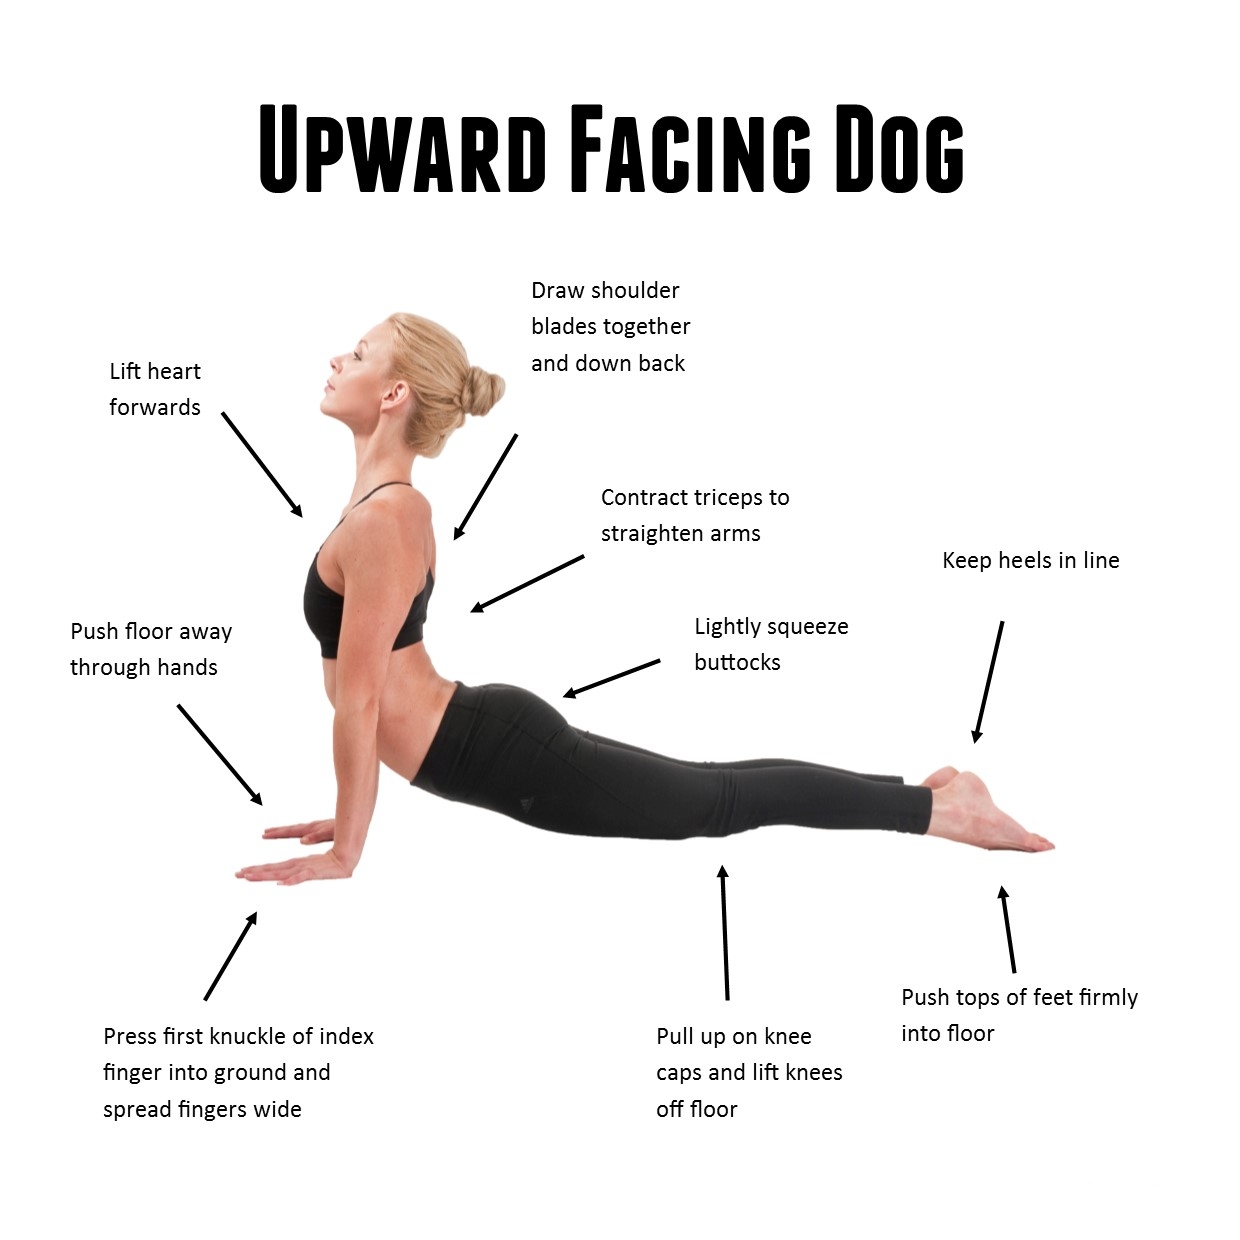 UPWARD FACING DOG
Draw shoulder
blades together
and down back
Lift heart
forwards
Contract triceps to
straighten arms
Keep heels in line
Push floor away
through hands
Lightly squeeze
buttocks
Press first knuckle of index
finger into ground and
spread fingers wide
Pull up on knee
caps and lift knees
off floor
Push tops of feet firmly
into floor